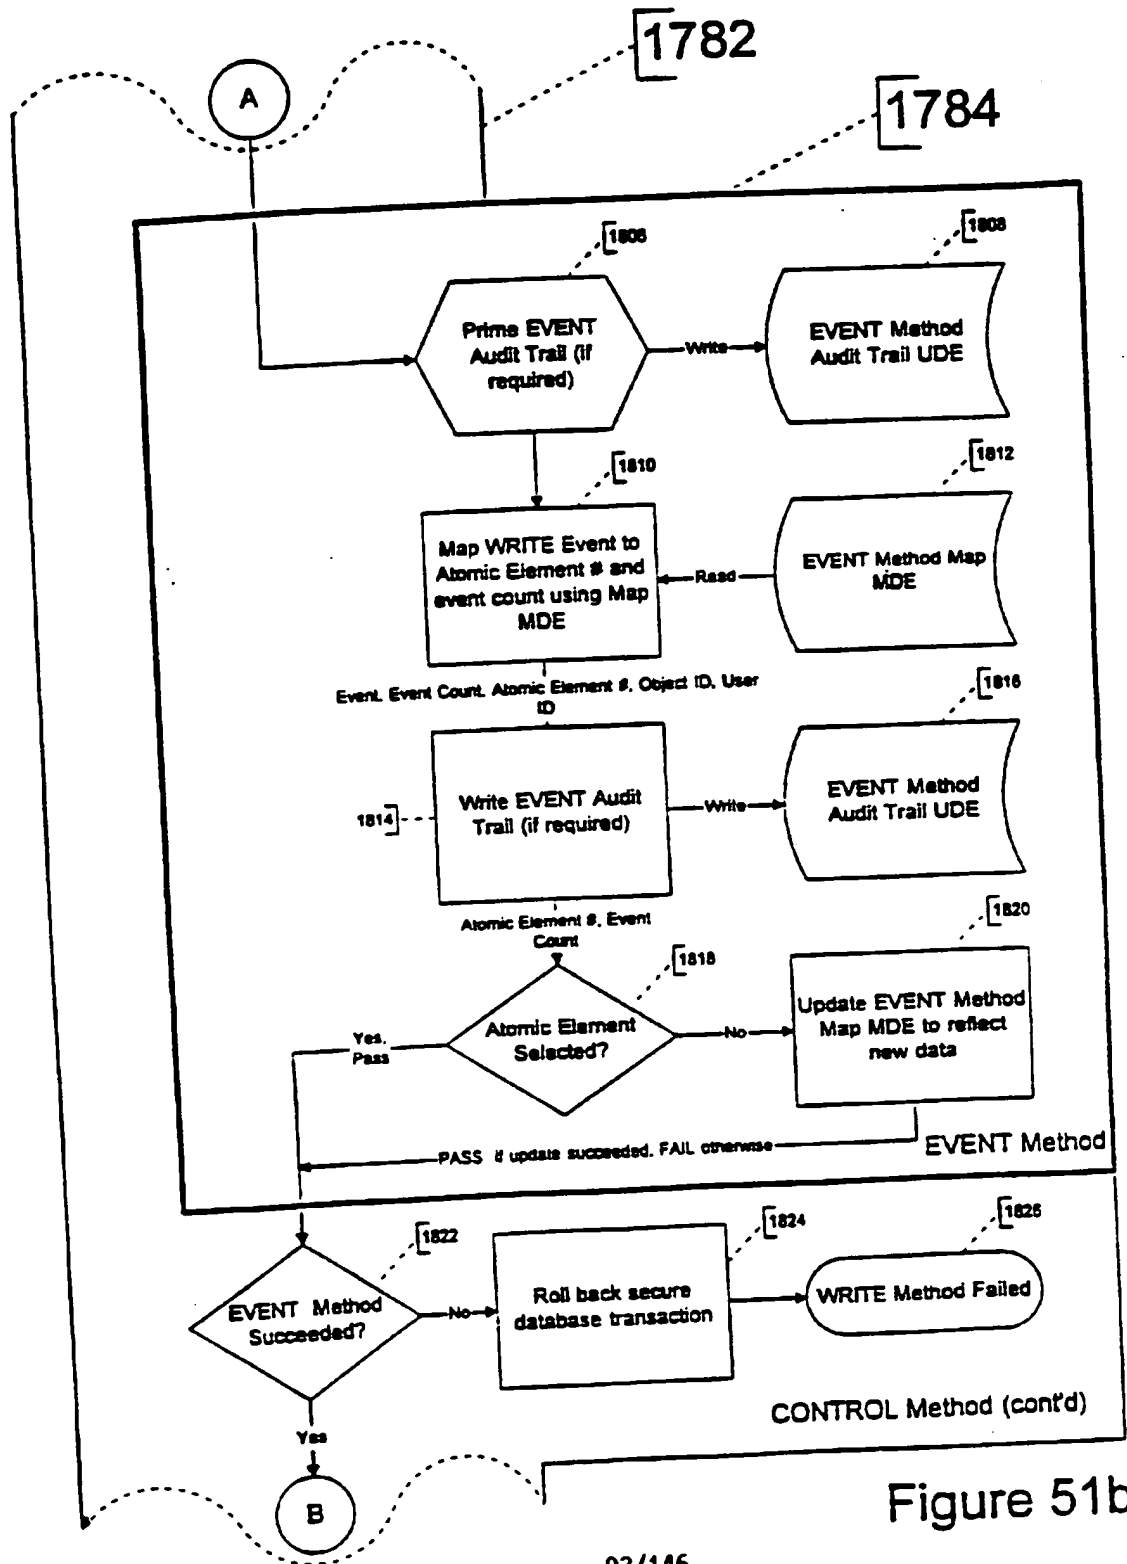 1782
A
1784
1806
1808
Prime EVENT
Audit Trail (if
required)
Write
EVENT Method
Audit Trail UDE
1810
1812
Map WRITE Event to
Atomic Element # and
event count using Map
MDE
Read
EVENT Method Map
MDE
Event, Event Count, Atomic Element #, Object ID, User
ID
1816
1814
Write EVENT Audit
Trail (if required)
Write
EVENT Method
Audit Trail UDE
Atomic Element #, Event
Count
1818
1820
Yes,
Pass
Atomic Element
Selected?
No
Update EVENT Method
Map MDE to reflect
new data
PASS if update succeeded, FAIL otherwise
EVENT Method
1822
1824
1826
EVENT Method
Succeeded?
No
Roll back secure
database transaction
WRITE Method Failed
CONTROL Method (cont'd)
Yes
B
Figure 51b
93/146